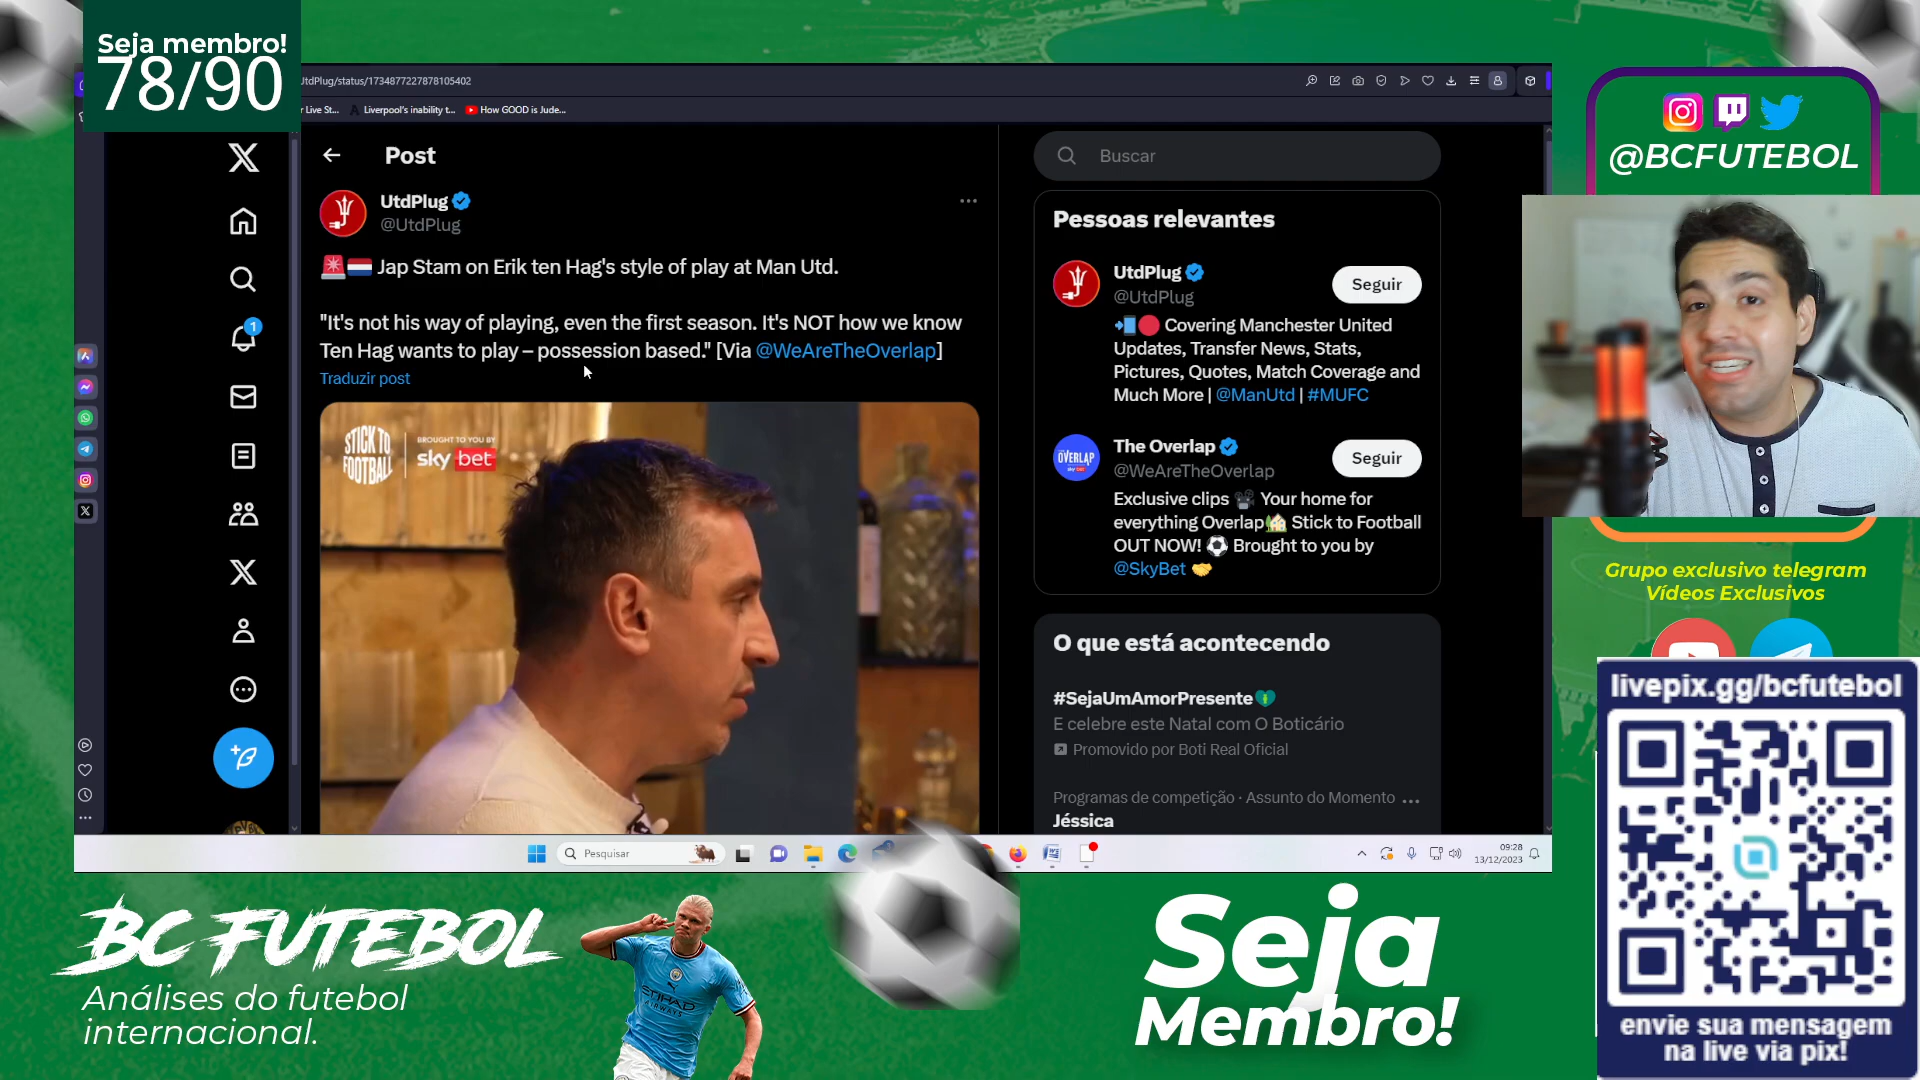 Seja membro!
78/90
JtdPlug/status/1734877227878105402
r Live St...
Liverpool's inability t...
How GOOD is Jude...
Post
UtdPlug
@UtdPlug
Jap Stam on Erik ten Hag's style of play at Man Utd.
"It's not his way of playing, even the first season. It's NOT how we know
Ten Hag wants to play – possession based." [Via @WeAreTheOverlap]
Traduzir post
STICK TO
FOOTBALL
BROUGHT TO YOU BY
sky bet
1
Buscar
Pessoas relevantes
UtdPlug
@UtdPlug
Seguir
Covering Manchester United
Updates, Transfer News, Stats,
Pictures, Quotes, Match Coverage and
Much More | @ManUtd | #MUFC
OVERLAP
The Overlap
@WeAreTheOverlap
Seguir
Exclusive clips Your home for
everything Overlap Stick to Football
OUT NOW! Brought to you by
@SkyBet
O que está acontecendo
#SejaUmAmorPresente
E celebre este Natal com O Boticário
Promovido por Boti Real Oficial
Programas de competição · Assunto do Momento
Jéssica
Pesquisar
09:28
13/12/2023
@BCFUTEBOL
Grupo exclusivo telegram
Vídeos Exclusivos
livepix.gg/bcfutebol
envie sua mensagem
na live via pix!
BC FUTEBOL
Análises do futebol
internacional.
ETIHAD
AIRWAYS
Seja
Membro!